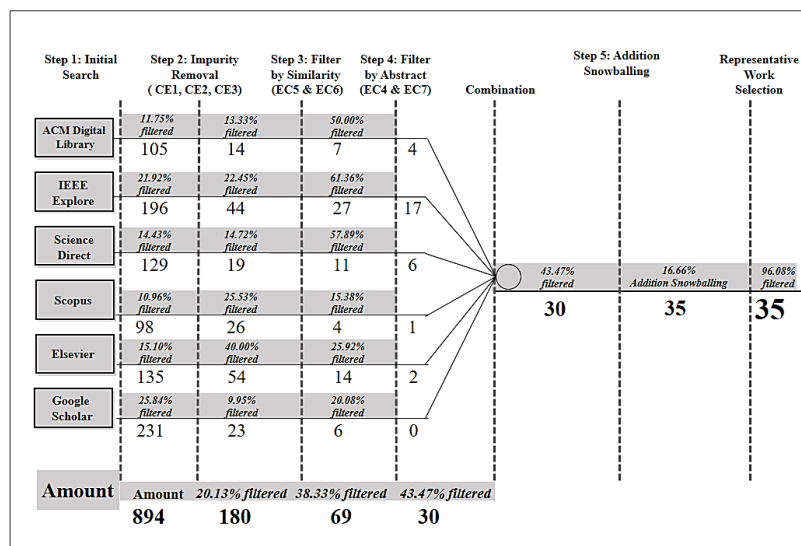 Step 1: Initial
Search
Step 2: Impurity
Removal
( CE1, CE2, CE3)
Step 3: Filter
by Similarity
(EC5 & EC6)
Step 4: Filter
by Abstract
(EC4 & EC7)
Combination
Step 5: Addition
Snowballing
Representative
Work
Selection
ACM Digital
Library
11.75%
filtered
13.33%
filtered
50.00%
filtered
105 14 7 4
IEEE
Explore
21.92%
filtered
22.45%
filtered
61.36%
filtered
196 44 27 17
Science
Direct
14.43%
filtered
14.72%
filtered
57.89%
filtered
129 19 11 6
43.47%
filtered
16.66%
Addition Snowballing
96.08%
filtered
30 35 35
Scopus
10.96%
filtered
25.53%
filtered
15.38%
filtered
98 26 4 1
Elsevier
15.10%
filtered
40.00%
filtered
25.92%
filtered
135 54 14 2
Google
Scholar
25.84%
filtered
9.95%
filtered
20.08%
filtered
231 23 6 0
Amount
Amount 20.13% filtered 38.33% filtered 43.47% filtered
894 180 69 30